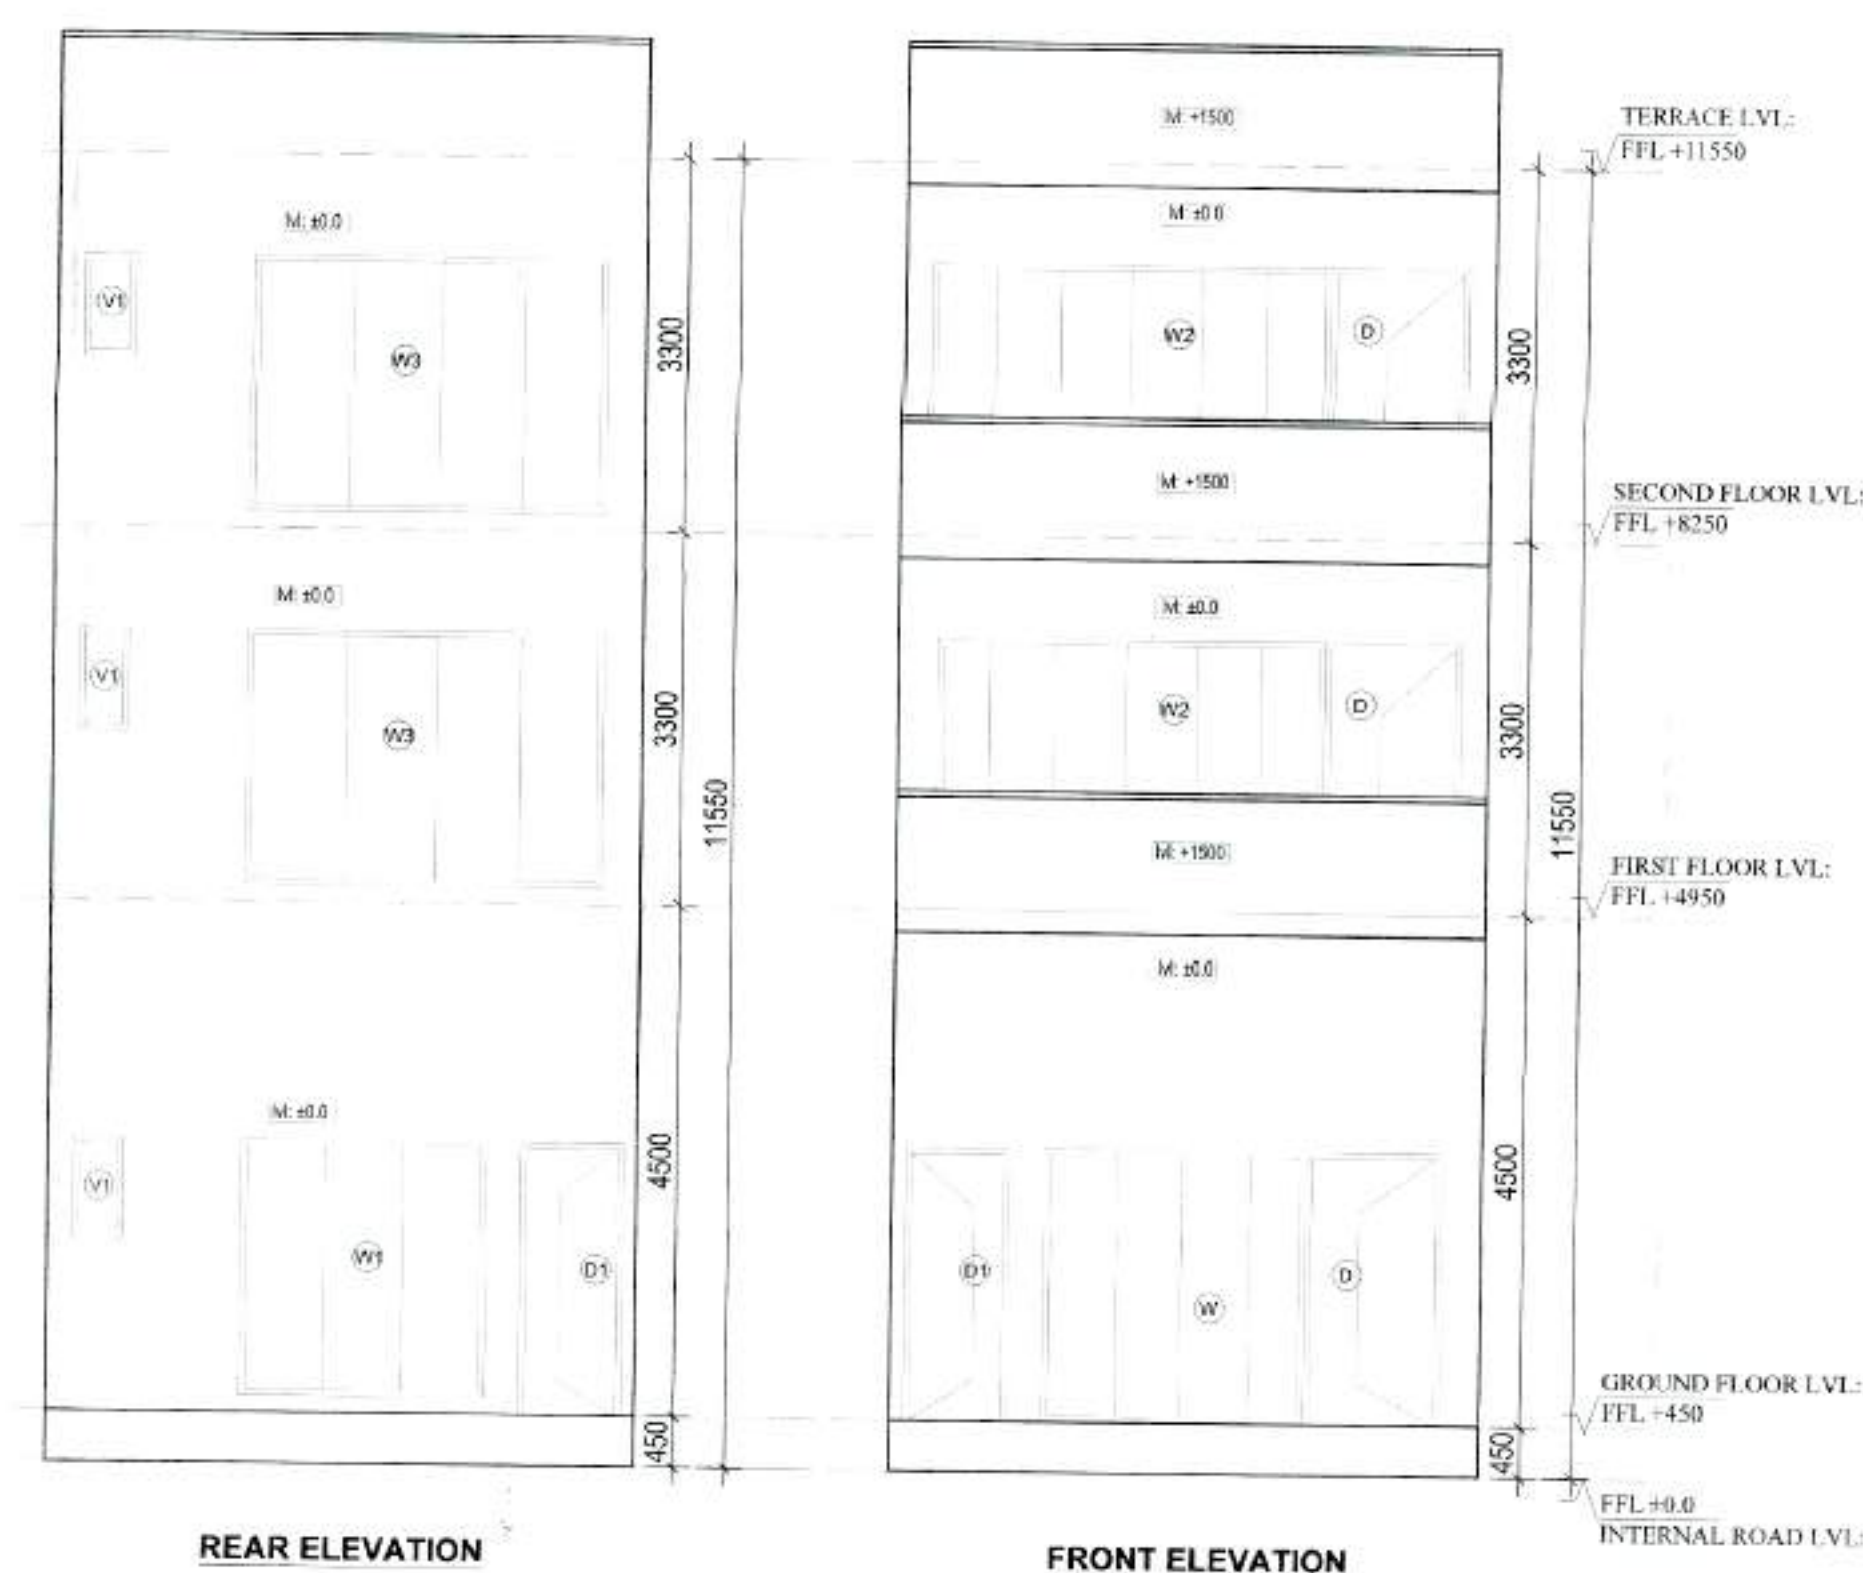 M: ±0.0
V1
W3
3300
M: ±0.0
V1
W3
3300
11550
M: ±0.0
V1
W1
D1
4500
450
REAR ELEVATION
M: +1500
M: ±0.0
W2
D
3300
M: +1500
M: ±0.0
W2
D
3300
11550
M: +1500
M: ±0.0
D1
W
D
4500
450
FRONT ELEVATION
TERRACE LVL:
FFL +11550
SECOND FLOOR LVL:
FFL +8250
FIRST FLOOR LVL:
FFL +4950
GROUND FLOOR LVL:
FFL +450
FFL ±0.0
INTERNAL ROAD LVL: